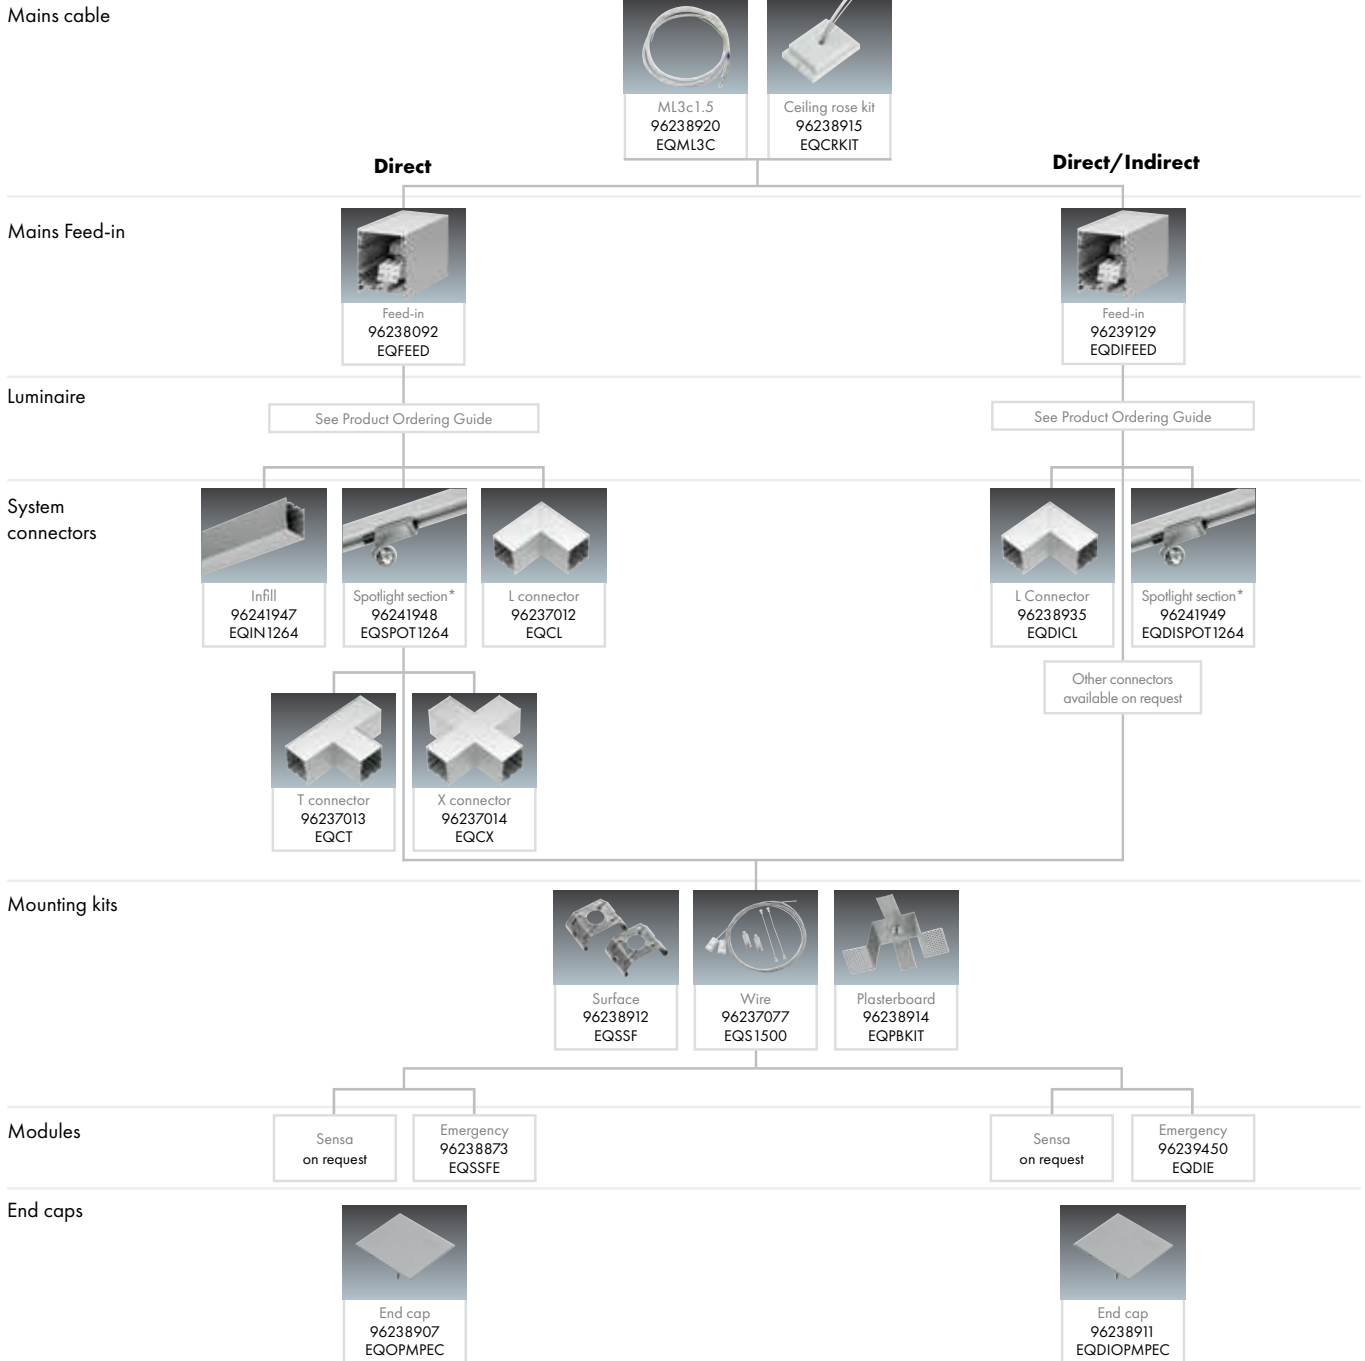 Mains cable
ML3c1.5
96238920
EQML3C
Ceiling rose kit
96238915
EQCRKIT
Direct
Direct/Indirect
Mains Feed-in
Feed-in
96238092
EQFEED
Feed-in
96239129
EQDIFEED
Luminaire
See Product Ordering Guide
See Product Ordering Guide
System
connectors
Infill
96241947
EQIN1264
Spotlight section*
96241948
EQSPOT1264
L connector
96237012
EQCL
L Connector
96238935
EQDICL
Spotlight section*
96241949
EQDISPOT1264
Other connectors
available on request
T connector
96237013
EQCT
X connector
96237014
EQCX
Mounting kits
Surface
96238912
EQSSF
Wire
96237077
EQS1500
Plasterboard
96238914
EQPBKIT
Modules
Sensa
on request
Emergency
96238873
EQSSFE
Sensa
on request
Emergency
96239450
EQDIE
End caps
End cap
96238907
EQOPMPEC
End cap
96238911
EQDIOPMPEC